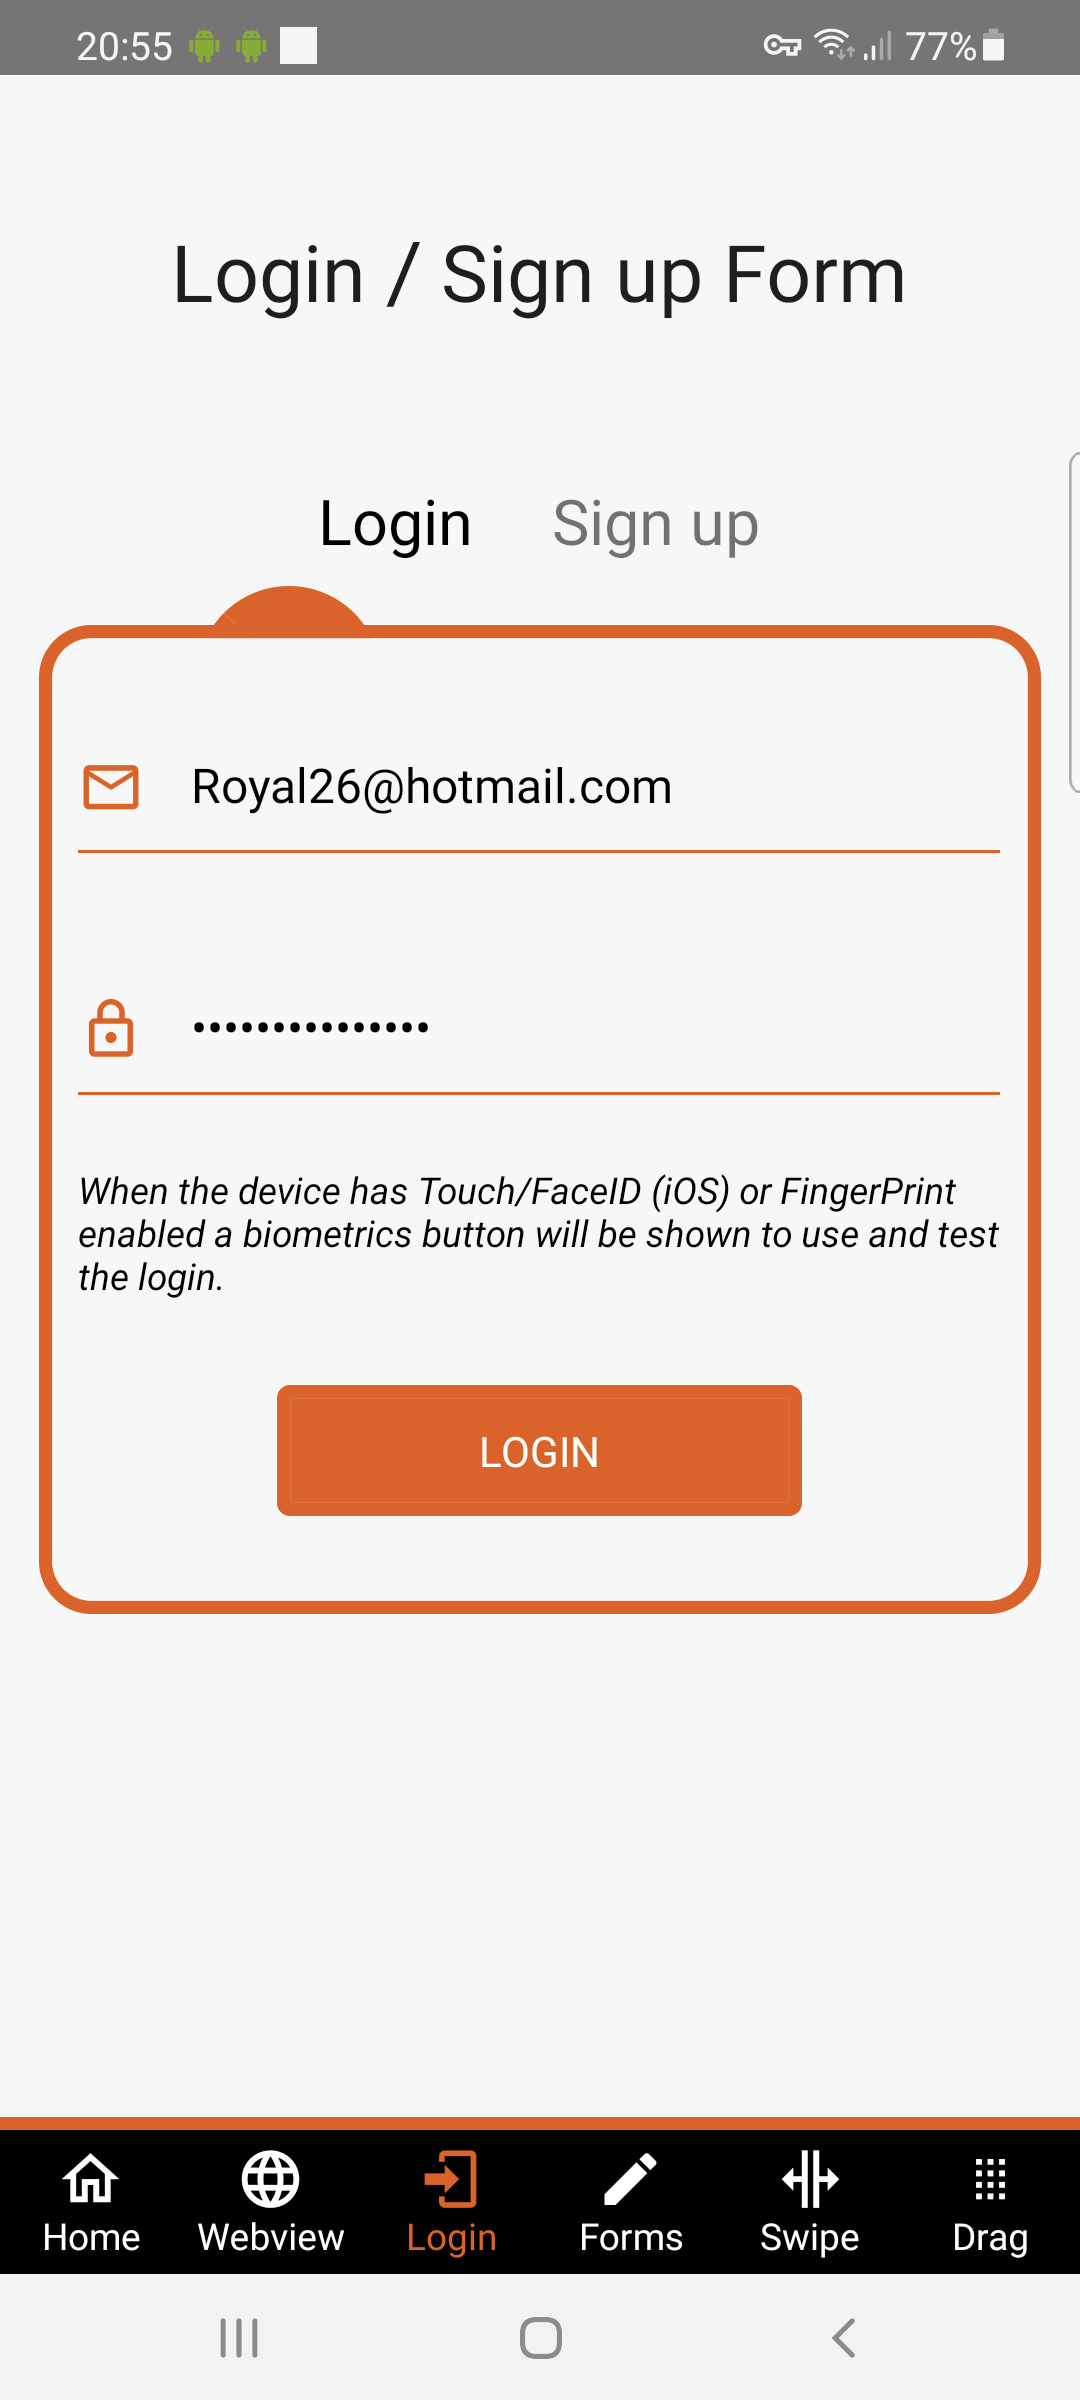 20:55
77%
Login / Sign up Form
Login Sign up
Royal26@hotmail.com
•••••••••••••••
When the device has Touch/FaceID (iOS) or FingerPrint
enabled a biometrics button will be shown to use and test
the login.
LOGIN
Home Webview Login Forms Swipe Drag